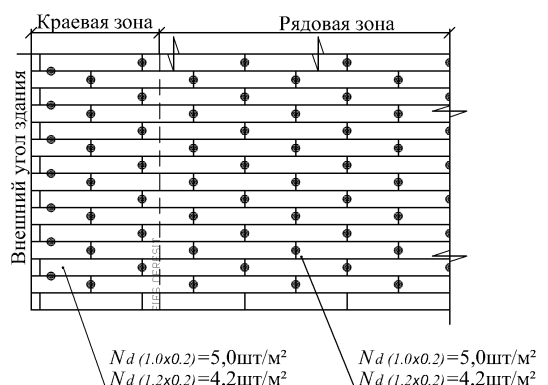 Краевая зона
Рядовая зона
Внешний угол здания
Nd (1.0x0.2)=5,0шт/м²
Nd (1.2x0.2)=4,2шт/м²
Nd (1.0x0.2)=5,0шт/м²
Nd (1.2x0.2)=4,2шт/м²